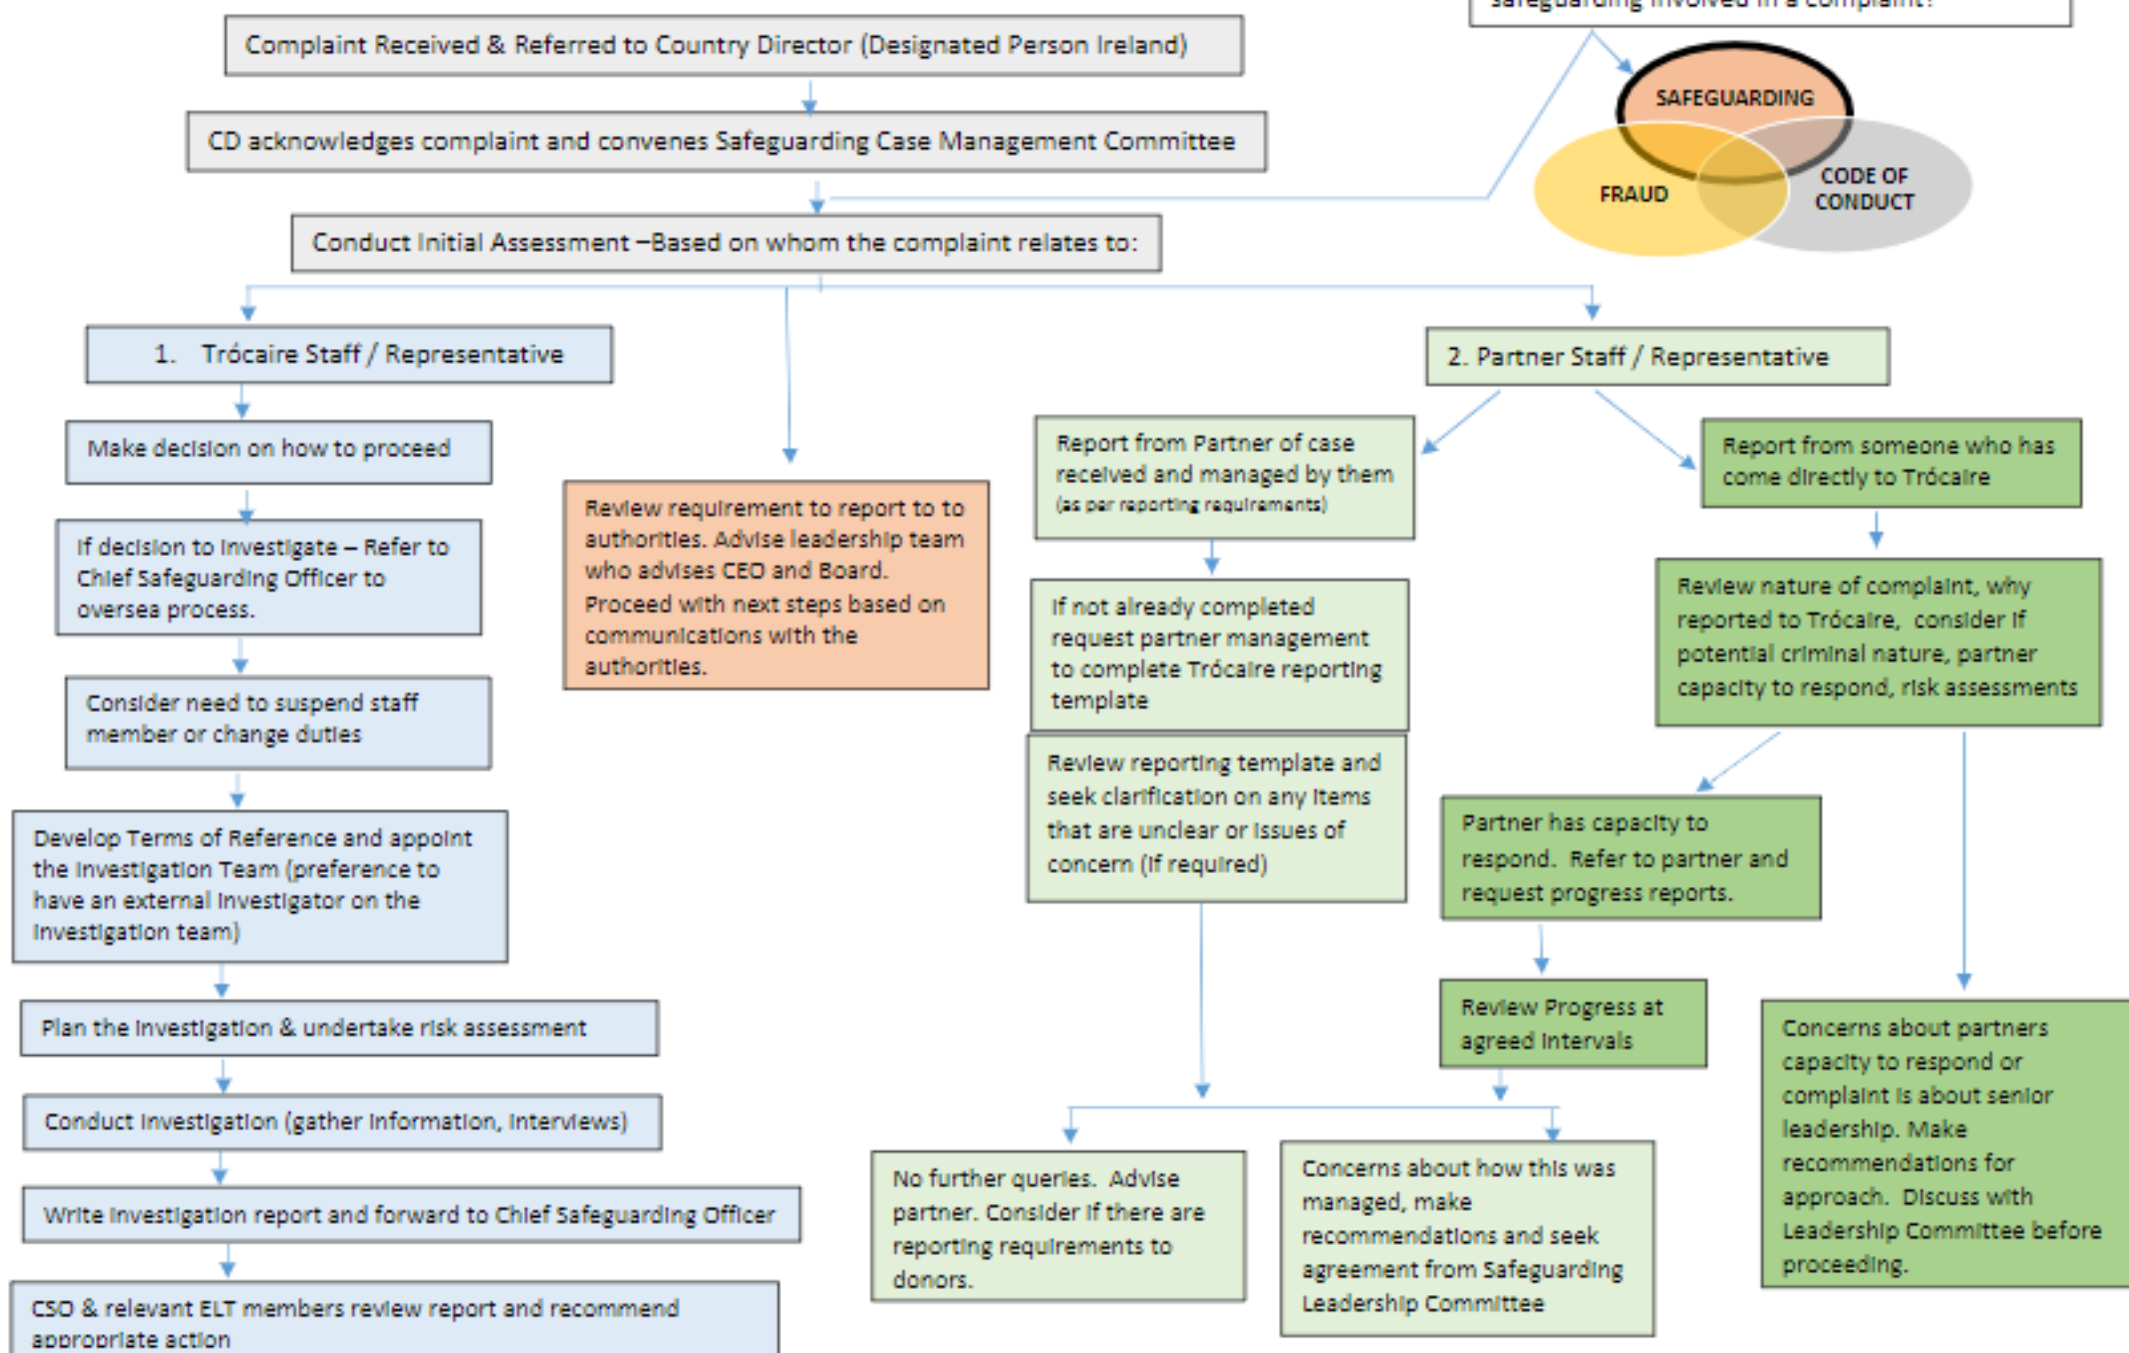 safeguarding involved in a complaint?
Complaint Received & Referred to Country Director (Designated Person Ireland)
CD acknowledges complaint and convenes Safeguarding Case Management Committee
SAFEGUARDING
FRAUD
CODE OF
CONDUCT
Conduct Initial Assessment –Based on whom the complaint relates to:
1. Trócaire Staff / Representative
Make decision on how to proceed
If decision to investigate – Refer to
Chief Safeguarding Officer to
oversea process.
Consider need to suspend staff
member or change duties
Develop Terms of Reference and appoint
the Investigation Team (preference to
have an external investigator on the
investigation team)
Plan the investigation & undertake risk assessment
Conduct investigation (gather information, interviews)
Write investigation report and forward to Chief Safeguarding Officer
CSO & relevant ELT members review report and recommend
appropriate action
Review requirement to report to to
authorities. Advise leadership team
who advises CEO and Board.
Proceed with next steps based on
communications with the
authorities.
2. Partner Staff / Representative
Report from Partner of case
received and managed by them
(as per reporting requirements)
If not already completed
request partner management
to complete Trócaire reporting
template
Review reporting template and
seek clarification on any items
that are unclear or issues of
concern (if required)
Report from someone who has
come directly to Trócaire
Review nature of complaint, why
reported to Trócaire, consider if
potential criminal nature, partner
capacity to respond, risk assessments
Partner has capacity to
respond. Refer to partner and
request progress reports.
Review Progress at
agreed intervals
No further queries. Advise
partner. Consider if there are
reporting requirements to
donors.
Concerns about how this was
managed, make
recommendations and seek
agreement from Safeguarding
Leadership Committee
Concerns about partners
capacity to respond or
complaint is about senior
leadership. Make
recommendations for
approach. Discuss with
Leadership Committee before
proceeding.